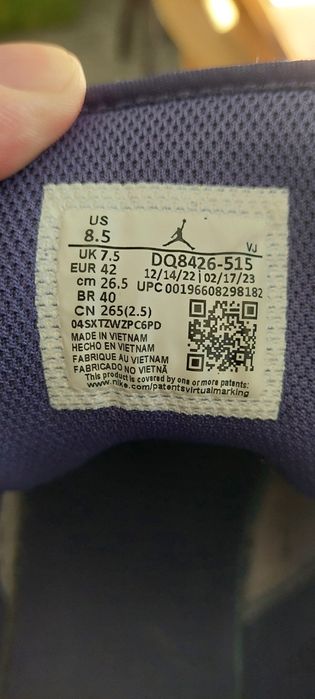 US
8.5
VJ
UK 7.5
DQ8426-515
EUR 42
12/14/22 | 02/17/23
cm 26.5
UPC 00196608298182
BR 40
CN 265(2.5)
04SXTZWZPC6PD
MADE IN VIETNAM
HECHO EN VIETNAM
FABRIQUE AU VIETNAM
FABRICADO NO VIETNÃ
This product is covered by one or more patents:
www.nike.com/patentsvirtualmarking